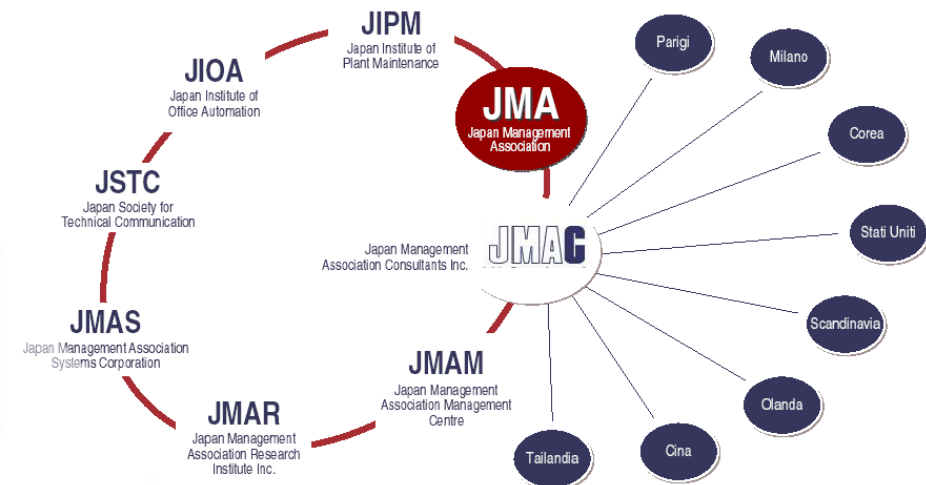 JIPM
Japan Institute of
Plant Maintenance
JIOA
Japan Institute of
Office Automation
JMA
Japan Management
Association
JSTC
Japan Society for
Technical Communication
Japan Management
Association Consultants Inc.
JMAC
JMAS
Japan Management Association
Systems Corporation
JMAM
Japan Management
Association Management
Centre
JMAR
Japan Management
Association Research
Institute Inc.
Parigi
Milano
Corea
Stati Uniti
Scandinavia
Olanda
Cina
Tailandia